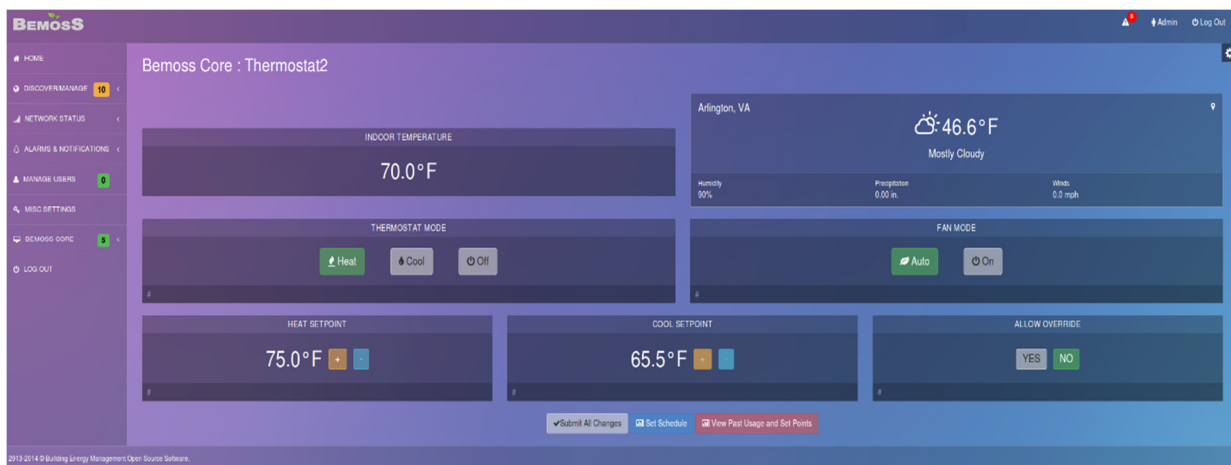 BEMOSS
8
Admin
Log Out
HOME
DISCOVER/MANAGE 10
NETWORK STATUS
ALARMS & NOTIFICATIONS
MANAGE USERS 0
MISC SETTINGS
BEMOSS CORE 5
LOG OUT
Bemoss Core : Thermostat2
INDOOR TEMPERATURE
70.0°F
Arlington, VA
46.6°F
Mostly Cloudy
Humidity Precipitation Winds
90% 0.00 in. 0.0 mph
THERMOSTAT MODE
Heat Cool Off
#
FAN MODE
Auto On
#
HEAT SETPOINT
75.0°F + -
#
COOL SETPOINT
65.5°F + -
#
ALLOW OVERRIDE
YES NO
#
Submit All Changes Set Schedule View Past Usage and Set Points
2013-2014 © Building Energy Management Open Source Software.